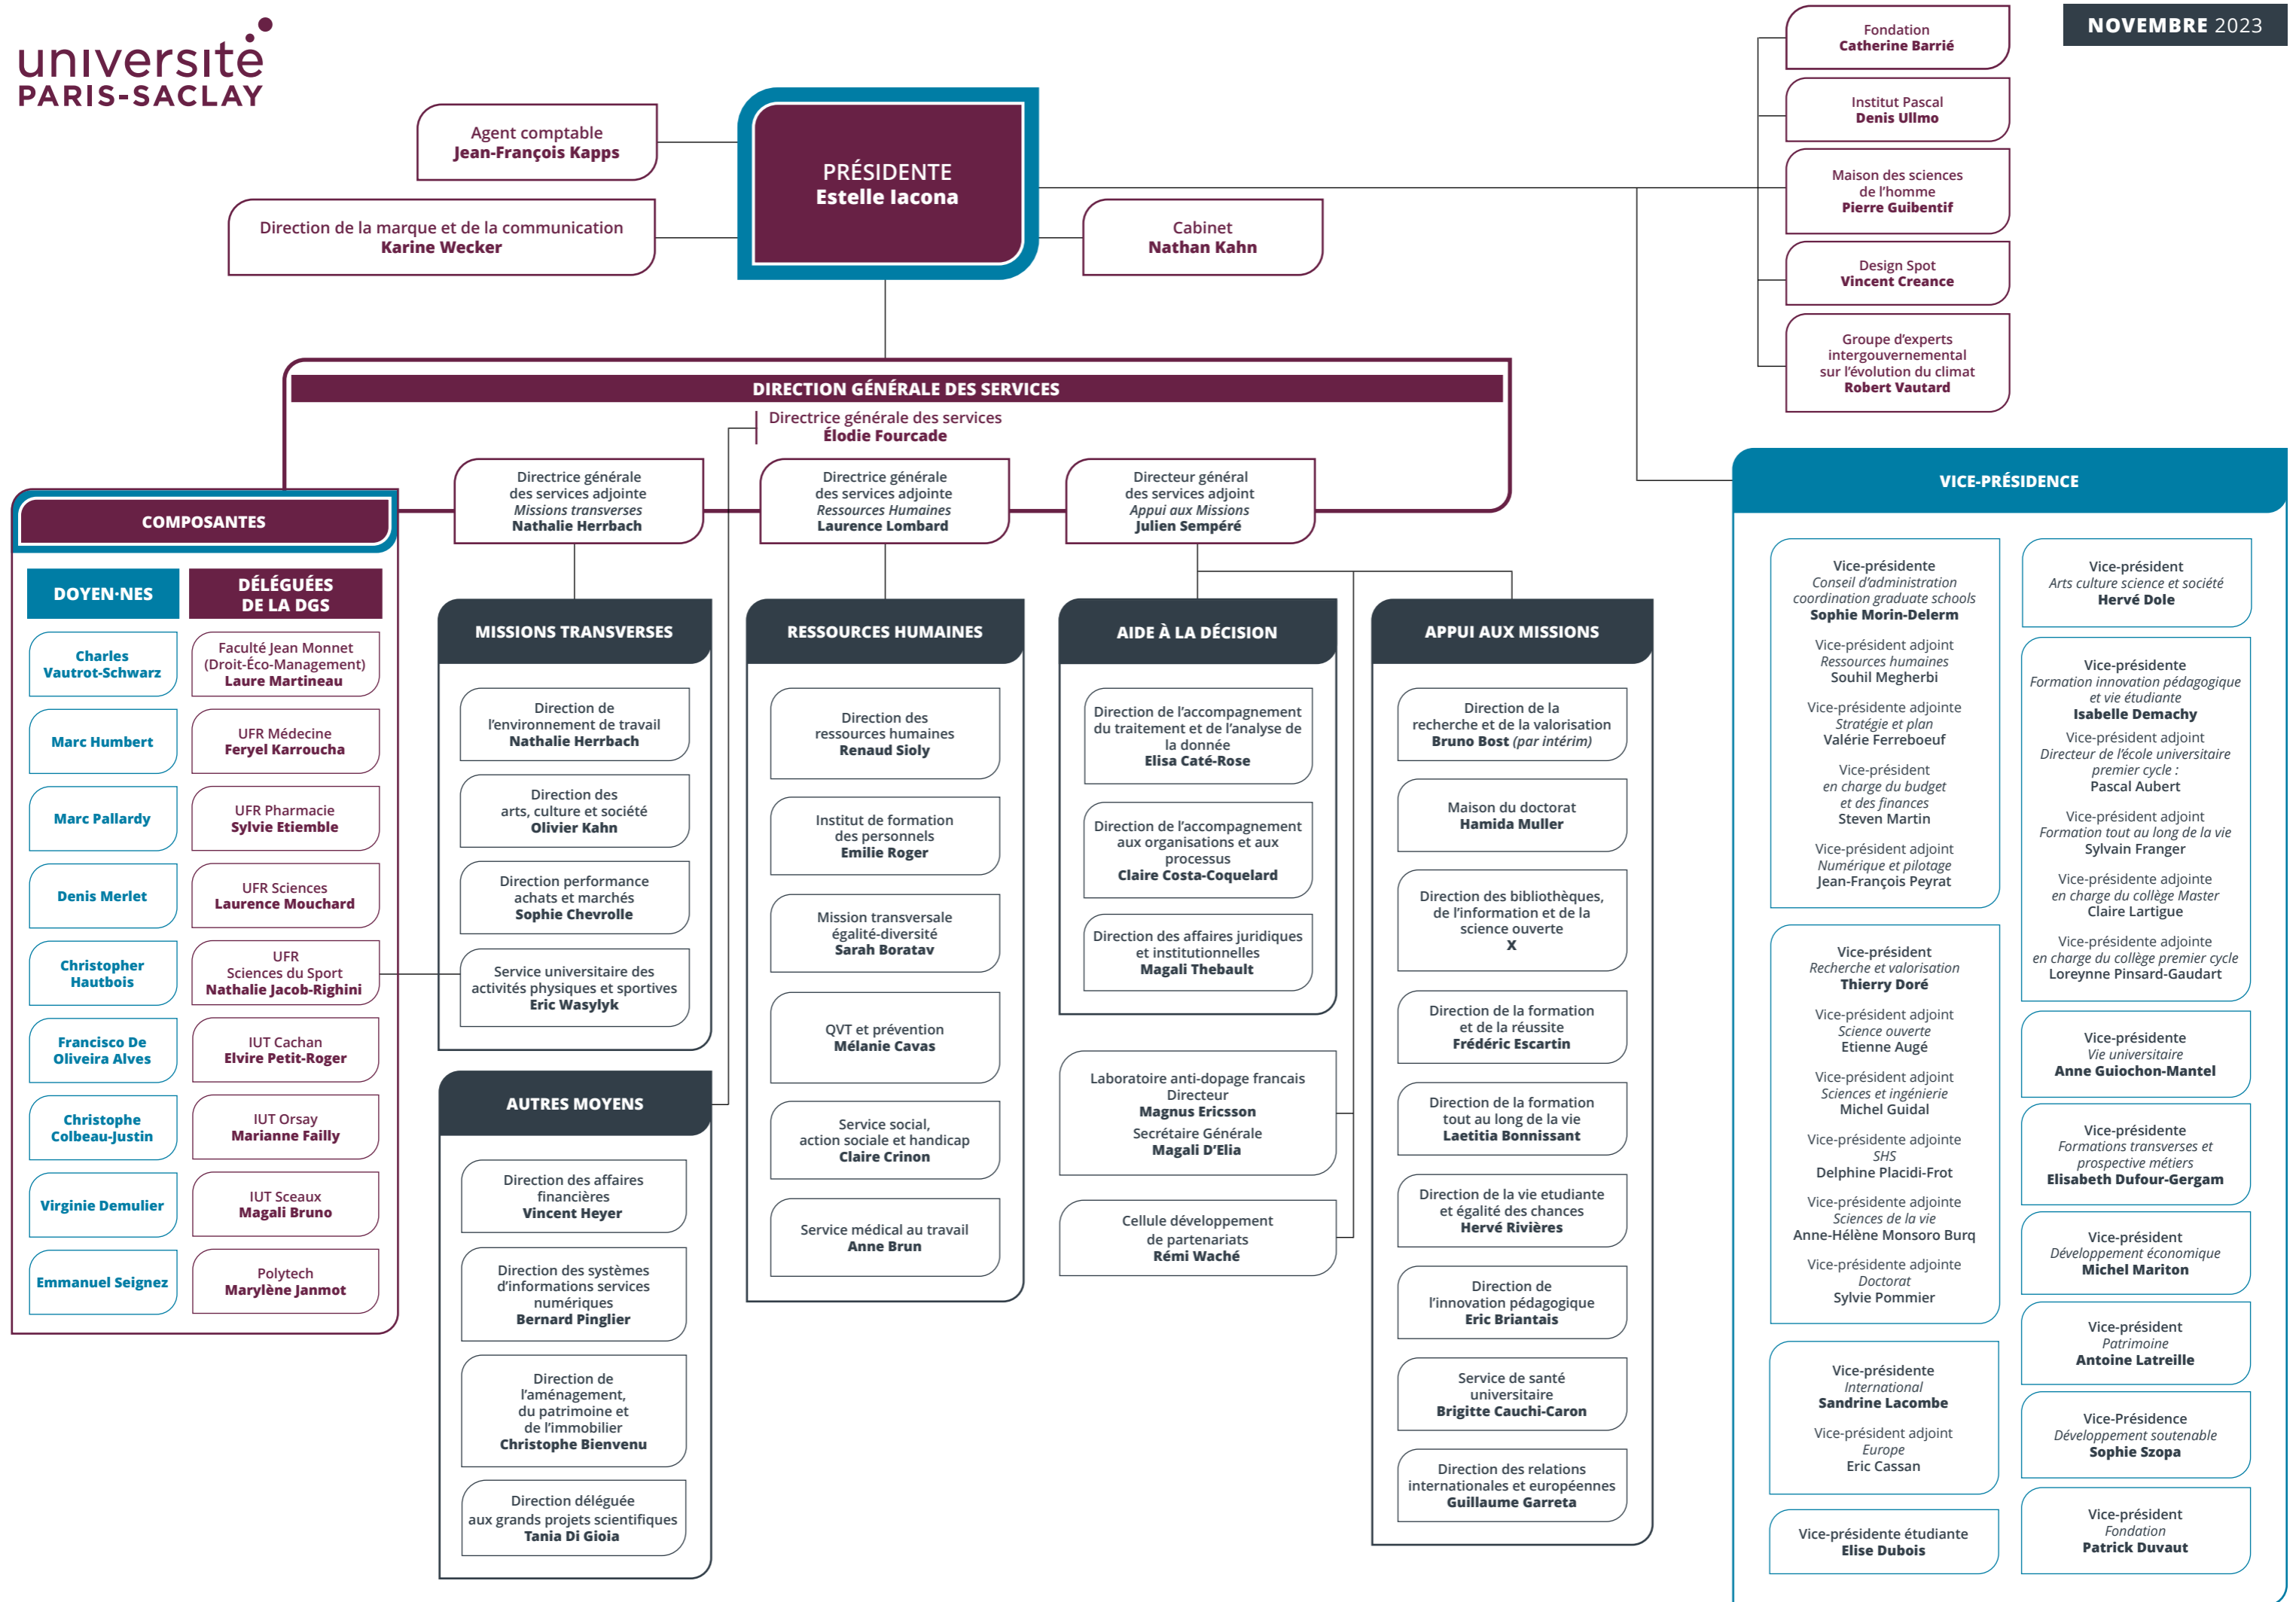 université
PARIS-SACLAY
NOVEMBRE 2023
Agent comptable
Jean-François Kapps
Direction de la marque et de la communication
Karine Wecker
PRÉSIDENTE
Estelle Iacona
Cabinet
Nathan Kahn
Fondation
Catherine Barrié
Institut Pascal
Denis Ullmo
Maison des sciences
de l'homme
Pierre Guibentif
Design Spot
Vincent Creance
Groupe d'experts
intergouvernemental
sur l'évolution du climat
Robert Vautard
DIRECTION GÉNÉRALE DES SERVICES
Directrice générale des services
Élodie Fourcade
Directrice générale
des services adjointe
Missions transverses
Nathalie Herrbach
Directrice générale
des services adjointe
Ressources Humaines
Laurence Lombard
Directeur général
des services adjoint
Appui aux Missions
Julien Sempéré
COMPOSANTES
DOYEN·NES
DÉLÉGUÉES
DE LA DGS
Charles
Vautrot-Schwarz
Faculté Jean Monnet
(Droit-Éco-Management)
Laure Martineau
Marc Humbert
UFR Médecine
Feryel Karroucha
Marc Pallardy
UFR Pharmacie
Sylvie Etiemble
Denis Merlet
UFR Sciences
Laurence Mouchard
Christopher
Hautbois
UFR
Sciences du Sport
Nathalie Jacob-Righini
Francisco De
Oliveira Alves
IUT Cachan
Elvire Petit-Roger
Christophe
Colbeau-Justin
IUT Orsay
Marianne Failly
Virginie Demulier
IUT Sceaux
Magali Bruno
Emmanuel Seignez
Polytech
Marylène Janmot
MISSIONS TRANSVERSES
Direction de
l'environnement de travail
Nathalie Herrbach
Direction des
arts, culture et société
Olivier Kahn
Direction performance
achats et marchés
Sophie Chevrolle
Service universitaire des
activités physiques et sportives
Eric Wasylyk
AUTRES MOYENS
Direction des affaires
financières
Vincent Heyer
Direction des systèmes
d'informations services
numériques
Bernard Pinglier
Direction de
l'aménagement,
du patrimoine et
de l'immobilier
Christophe Bienvenu
Direction déléguée
aux grands projets scientifiques
Tania Di Gioia
RESSOURCES HUMAINES
Direction des
ressources humaines
Renaud Sioly
Institut de formation
des personnels
Emilie Roger
Mission transversale
égalité-diversité
Sarah Boratav
QVT et prévention
Mélanie Cavas
Service social,
action sociale et handicap
Claire Crinon
Service médical au travail
Anne Brun
AIDE À LA DÉCISION
Direction de l'accompagnement
du traitement et de l'analyse de
la donnée
Elisa Caté-Rose
Direction de l'accompagnement
aux organisations et aux
processus
Claire Costa-Coquelard
Direction des affaires juridiques
et institutionnelles
Magali Thebault
Laboratoire anti-dopage francais
Directeur
Magnus Ericsson
Secrétaire Générale
Magali D'Elia
Cellule développement
de partenariats
Rémi Waché
APPUI AUX MISSIONS
Direction de la
recherche et de la valorisation
Bruno Bost (par intérim)
Maison du doctorat
Hamida Muller
Direction des bibliothèques,
de l'information et de la
science ouverte
X
Direction de la formation
et de la réussite
Frédéric Escartin
Direction de la formation
tout au long de la vie
Laetitia Bonnissant
Direction de la vie etudiante
et égalité des chances
Hervé Rivières
Direction de
l'innovation pédagogique
Eric Briantais
Service de santé
universitaire
Brigitte Cauchi-Caron
Direction des relations
internationales et européennes
Guillaume Garreta
VICE-PRÉSIDENCE
Vice-présidente
Conseil d'administration
coordination graduate schools
Sophie Morin-Delerm
Vice-président adjoint
Ressources humaines
Souhil Megherbi
Vice-présidente adjointe
Stratégie et plan
Valérie Ferreboeuf
Vice-président
en charge du budget
et des finances
Steven Martin
Vice-président adjoint
Numérique et pilotage
Jean-François Peyrat
Vice-président
Recherche et valorisation
Thierry Doré
Vice-président adjoint
Science ouverte
Etienne Augé
Vice-président adjoint
Sciences et ingénierie
Michel Guidal
Vice-présidente adjointe
SHS
Delphine Placidi-Frot
Vice-présidente adjointe
Sciences de la vie
Anne-Hélène Monsoro Burq
Vice-présidente adjointe
Doctorat
Sylvie Pommier
Vice-présidente
International
Sandrine Lacombe
Vice-président adjoint
Europe
Eric Cassan
Vice-présidente étudiante
Elise Dubois
Vice-président
Arts culture science et société
Hervé Dole
Vice-présidente
Formation innovation pédagogique
et vie étudiante
Isabelle Demachy
Vice-président adjoint
Directeur de l'école universitaire
premier cycle :
Pascal Aubert
Vice-président adjoint
Formation tout au long de la vie
Sylvain Franger
Vice-présidente adjointe
en charge du collège Master
Claire Lartigue
Vice-présidente adjointe
en charge du collège premier cycle
Loreynne Pinsard-Gaudart
Vice-présidente
Vie universitaire
Anne Guiochon-Mantel
Vice-présidente
Formations transverses et
prospective métiers
Elisabeth Dufour-Gergam
Vice-président
Développement économique
Michel Mariton
Vice-président
Patrimoine
Antoine Latreille
Vice-Présidence
Développement soutenable
Sophie Szopa
Vice-président
Fondation
Patrick Duvaut